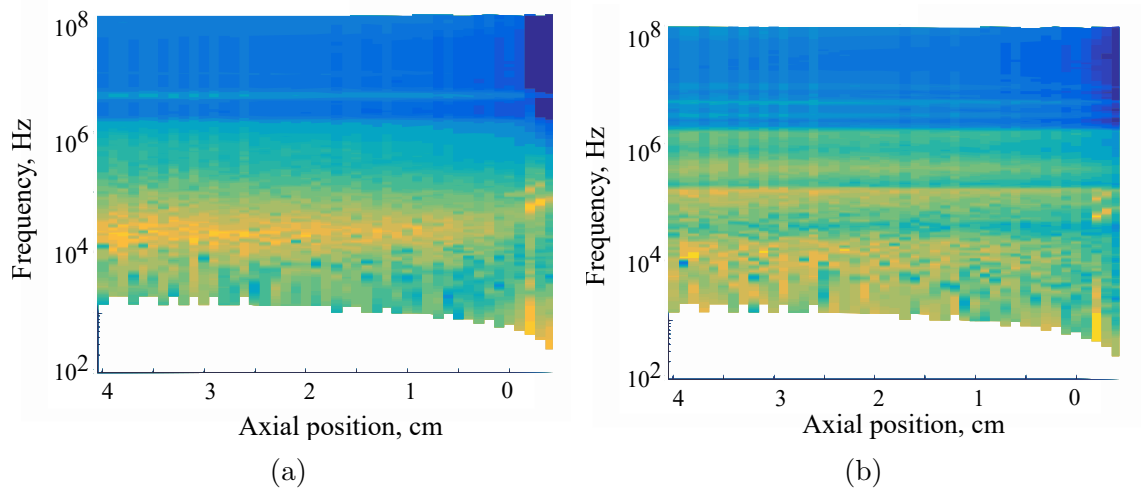 10^8
10^6
10^4
10^2
Frequency, Hz
4 3 2 1 0
Axial position, cm
(a)
10^8
10^6
10^4
10^2
Frequency, Hz
4 3 2 1 0
Axial position, cm
(b)